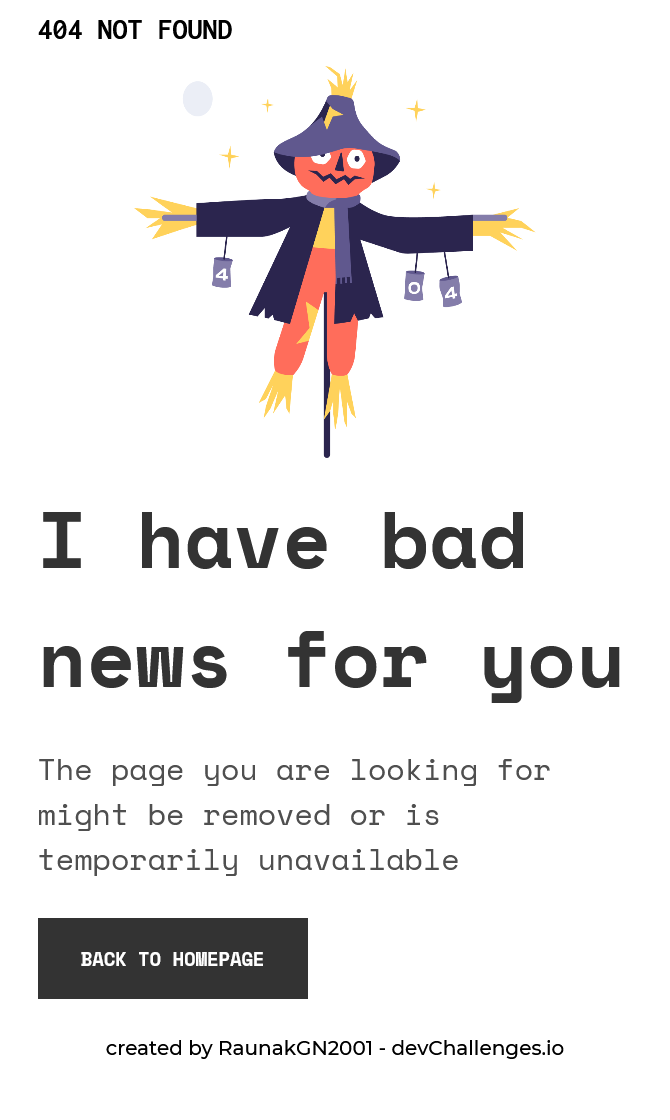 404 NOT FOUND
4
0
4
I have bad
news for you
The page you are looking for
might be removed or is
temporarily unavailable
BACK TO HOMEPAGE
created by RaunakGN2001 - devChallenges.io